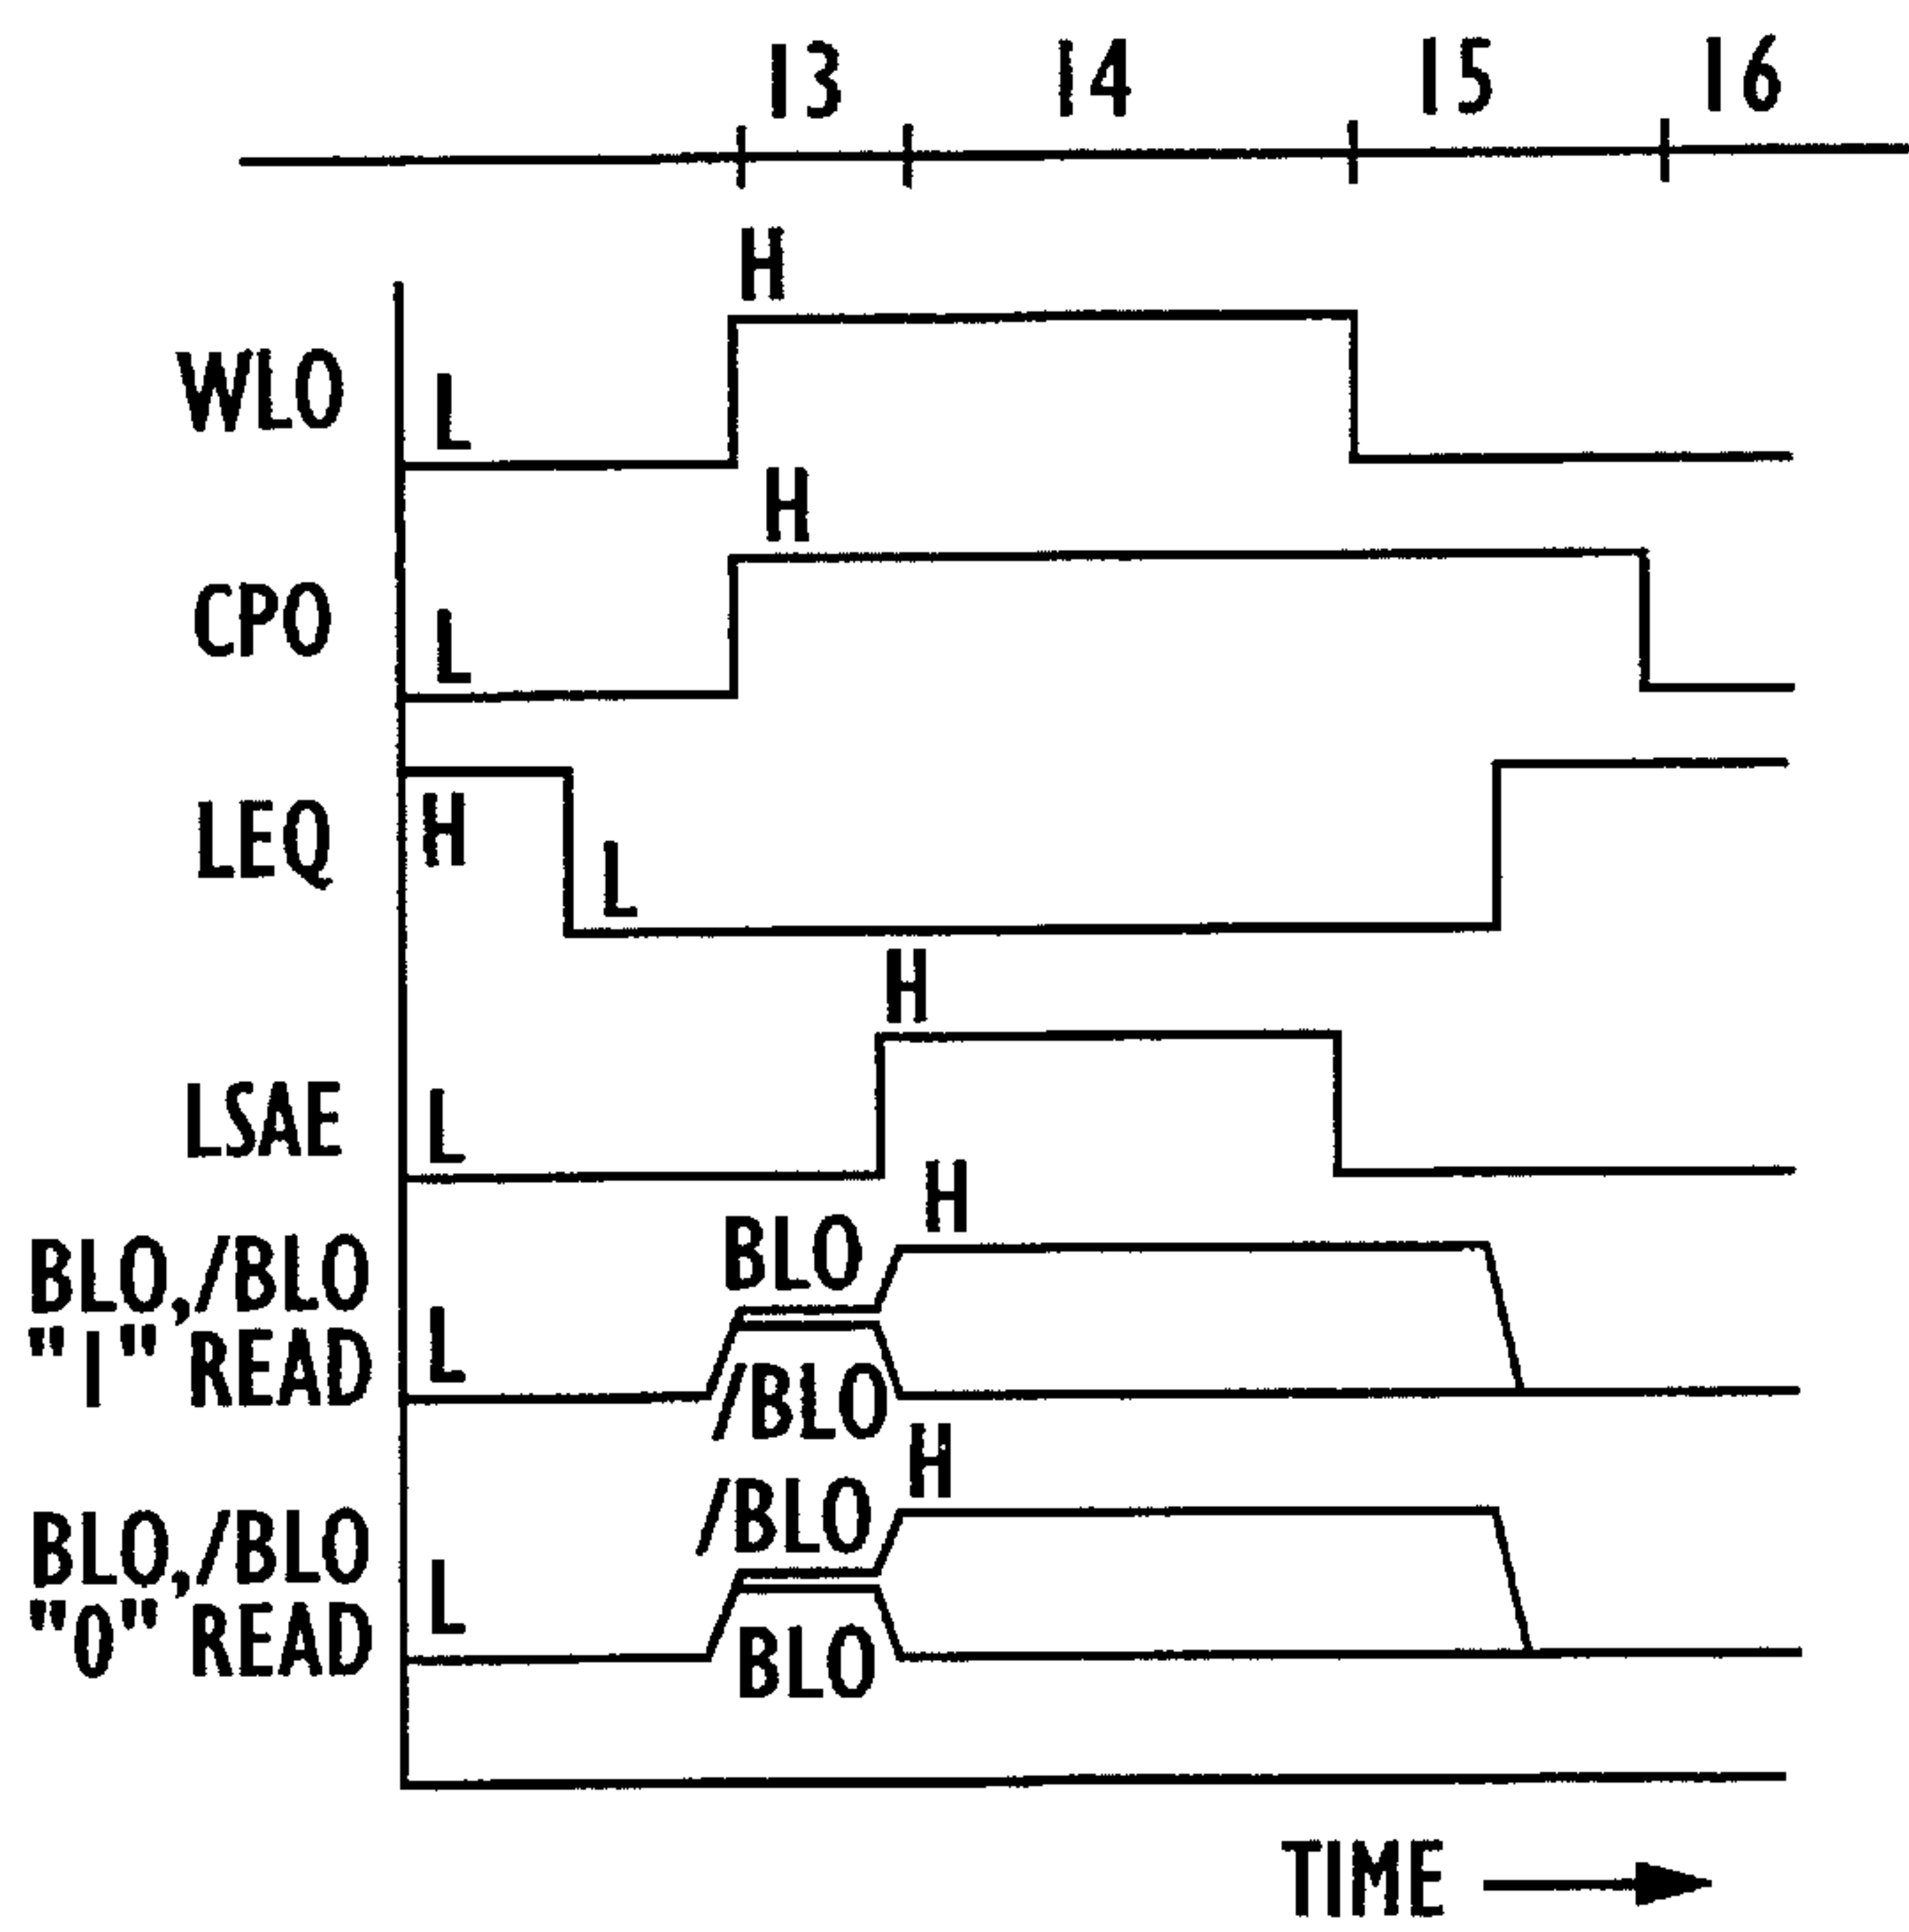 13 14 15 16
H
WLO L
H
CPO L
LEQ H
L
H
LSAE L
H
BLO
BLO,/BLO
"1" READ L
/BLO
H
/BLO
BLO,/BLO
"0" READ L
BLO
TIME